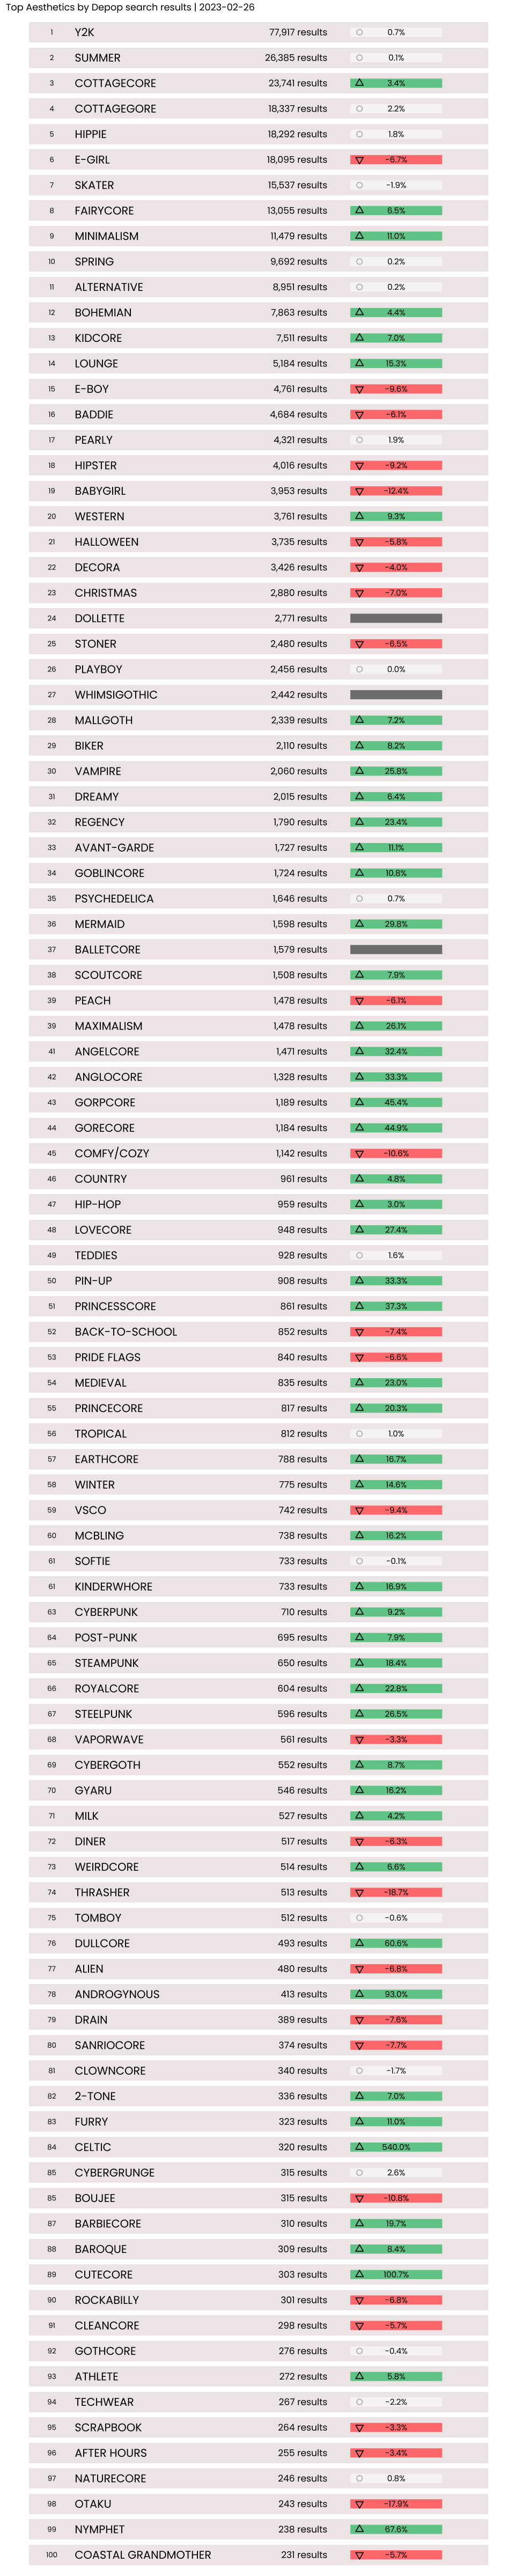 Top Aesthetics by Depop search results | 2023-02-26
1 Y2K 77,917 results 0.7%
2 SUMMER 26,385 results 0.1%
3 COTTAGECORE 23,741 results 3.4%
4 COTTAGEGORE 18,337 results 2.2%
5 HIPPIE 18,292 results 1.8%
6 E-GIRL 18,095 results -6.7%
7 SKATER 15,537 results -1.9%
8 FAIRYCORE 13,055 results 6.5%
9 MINIMALISM 11,479 results 11.0%
10 SPRING 9,692 results 0.2%
11 ALTERNATIVE 8,951 results 0.2%
12 BOHEMIAN 7,863 results 4.4%
13 KIDCORE 7,511 results 7.0%
14 LOUNGE 5,184 results 15.3%
15 E-BOY 4,761 results -9.6%
16 BADDIE 4,684 results -6.1%
17 PEARLY 4,321 results 1.9%
18 HIPSTER 4,016 results -9.2%
19 BABYGIRL 3,953 results -12.4%
20 WESTERN 3,761 results 9.3%
21 HALLOWEEN 3,735 results -5.8%
22 DECORA 3,426 results -4.0%
23 CHRISTMAS 2,880 results -7.0%
24 DOLLETTE 2,771 results
25 STONER 2,480 results -6.5%
26 PLAYBOY 2,456 results 0.0%
27 WHIMSIGOTHIC 2,442 results
28 MALLGOTH 2,339 results 7.2%
29 BIKER 2,110 results 8.2%
30 VAMPIRE 2,060 results 25.8%
31 DREAMY 2,015 results 6.4%
32 REGENCY 1,790 results 23.4%
33 AVANT-GARDE 1,727 results 11.1%
34 GOBLINCORE 1,724 results 10.8%
35 PSYCHEDELICA 1,646 results 0.7%
36 MERMAID 1,598 results 29.8%
37 BALLETCORE 1,579 results
38 SCOUTCORE 1,508 results 7.9%
39 PEACH 1,478 results -6.1%
39 MAXIMALISM 1,478 results 26.1%
41 ANGELCORE 1,471 results 32.4%
42 ANGLOCORE 1,328 results 33.3%
43 GORPCORE 1,189 results 45.4%
44 GORECORE 1,184 results 44.9%
45 COMFY/COZY 1,142 results -10.6%
46 COUNTRY 961 results 4.8%
47 HIP-HOP 959 results 3.0%
48 LOVECORE 948 results 27.4%
49 TEDDIES 928 results 1.6%
50 PIN-UP 908 results 33.3%
51 PRINCESSCORE 861 results 37.3%
52 BACK-TO-SCHOOL 852 results -7.4%
53 PRIDE FLAGS 840 results -6.6%
54 MEDIEVAL 835 results 23.0%
55 PRINCECORE 817 results 20.3%
56 TROPICAL 812 results 1.0%
57 EARTHCORE 788 results 16.7%
58 WINTER 775 results 14.6%
59 VSCO 742 results -9.4%
60 MCBLING 738 results 16.2%
61 SOFTIE 733 results -0.1%
61 KINDERWHORE 733 results 16.9%
63 CYBERPUNK 710 results 9.2%
64 POST-PUNK 695 results 7.9%
65 STEAMPUNK 650 results 18.4%
66 ROYALCORE 604 results 22.8%
67 STEELPUNK 596 results 26.5%
68 VAPORWAVE 561 results -3.3%
69 CYBERGOTH 552 results 8.7%
70 GYARU 546 results 16.2%
71 MILK 527 results 4.2%
72 DINER 517 results -6.3%
73 WEIRDCORE 514 results 6.6%
74 THRASHER 513 results -18.7%
75 TOMBOY 512 results -0.6%
76 DULLCORE 493 results 60.6%
77 ALIEN 480 results -6.8%
78 ANDROGYNOUS 413 results 93.0%
79 DRAIN 389 results -7.6%
80 SANRIOCORE 374 results -7.7%
81 CLOWNCORE 340 results -1.7%
82 2-TONE 336 results 7.0%
83 FURRY 323 results 11.0%
84 CELTIC 320 results 540.0%
85 CYBERGRUNGE 315 results 2.6%
85 BOUJEE 315 results -10.8%
87 BARBIECORE 310 results 19.7%
88 BAROQUE 309 results 8.4%
89 CUTECORE 303 results 100.7%
90 ROCKABILLY 301 results -6.8%
91 CLEANCORE 298 results -5.7%
92 GOTHCORE 276 results -0.4%
93 ATHLETE 272 results 5.8%
94 TECHWEAR 267 results -2.2%
95 SCRAPBOOK 264 results -3.3%
96 AFTER HOURS 255 results -3.4%
97 NATURECORE 246 results 0.8%
98 OTAKU 243 results -17.9%
99 NYMPHET 238 results 67.6%
100 COASTAL GRANDMOTHER 231 results -5.7%